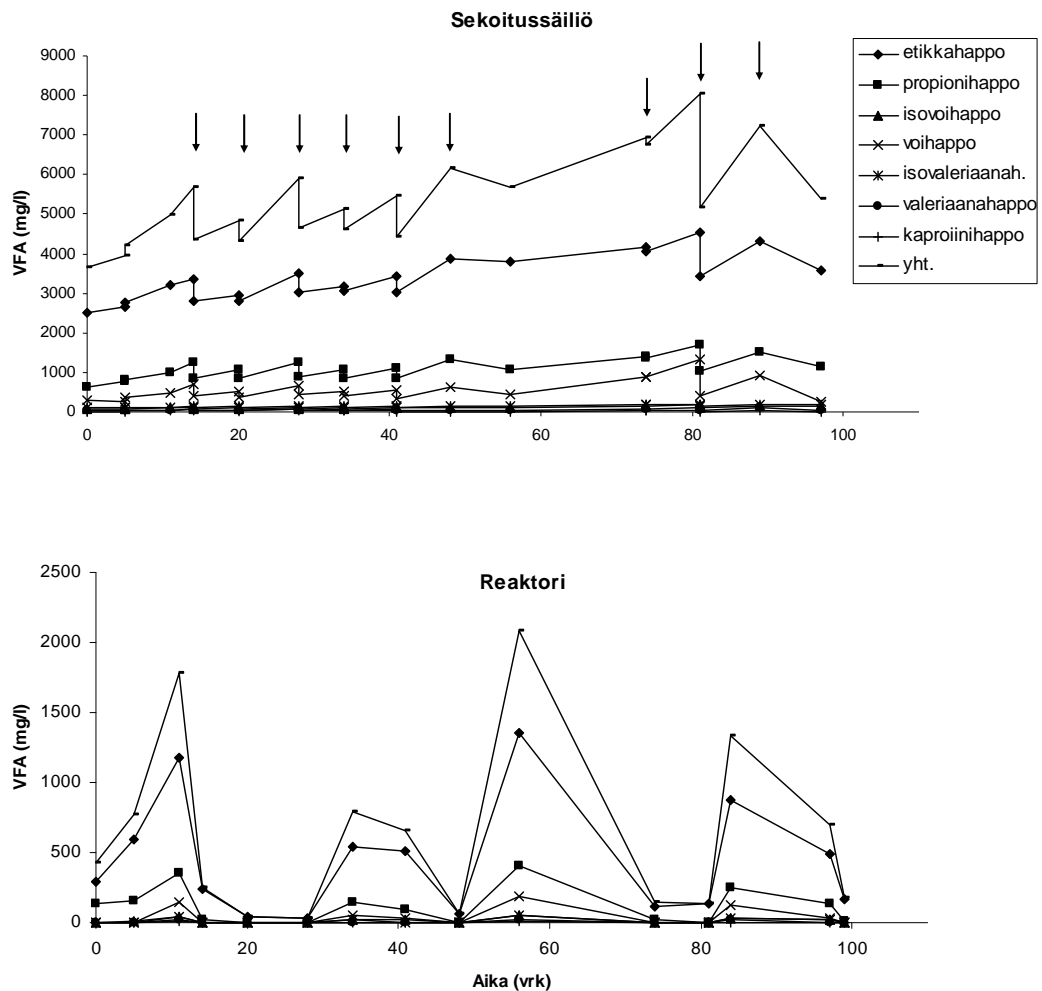 Sekoitussäiliö
9000
8000
7000
6000
5000
4000
3000
2000
1000
0
VFA (mg/l)
0 20 40 60 80 100
etikkahappo
propionihappo
isovoihappo
voihappo
isovaleriaanah.
valeriaanahappo
kaproiinihappo
yht.
Reaktori
2500
2000
1500
1000
500
0
VFA (mg/l)
0 20 40 60 80 100
Aika (vrk)